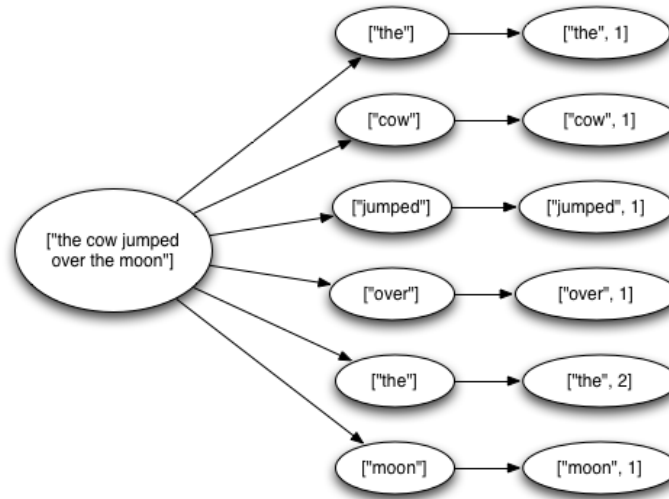 ["the"]
["the", 1]
["cow"]
["cow", 1]
["jumped"]
["jumped", 1]
["the cow jumped
over the moon"]
["over"]
["over", 1]
["the"]
["the", 2]
["moon"]
["moon", 1]